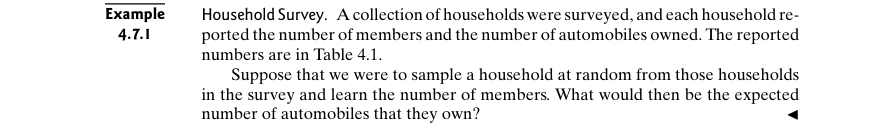 Example Household Survey. A collection of households were surveyed, and each household re-
4.7.1 ported the number of members and the number of automobiles owned. The reported
numbers are in Table 4.1.
Suppose that we were to sample a household at random from those households
in the survey and learn the number of members. What would then be the expected
number of automobiles that they own? ◄